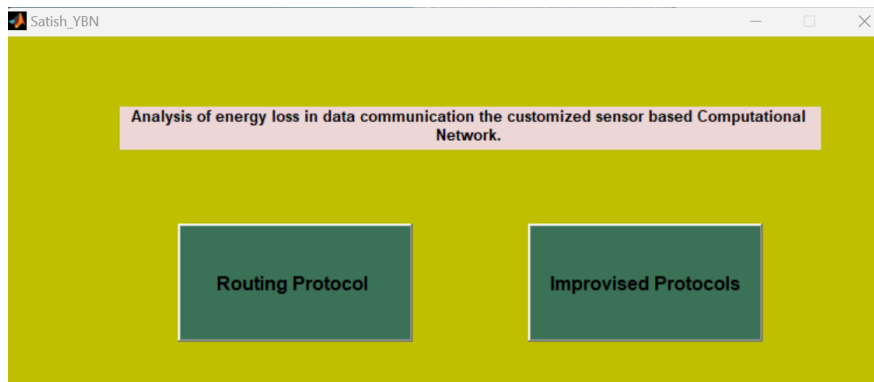 Satish_YBN
Analysis of energy loss in data communication the customized sensor based Computational
Network.
Routing Protocol
Improvised Protocols